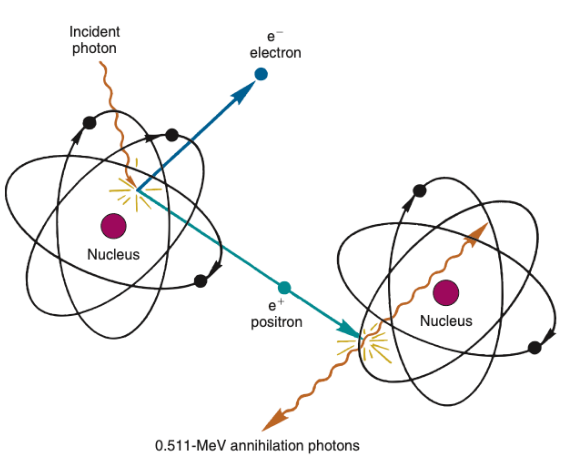 Incident
photon
e⁻
electron
Nucleus
e⁺
positron
Nucleus
0.511-MeV annihilation photons